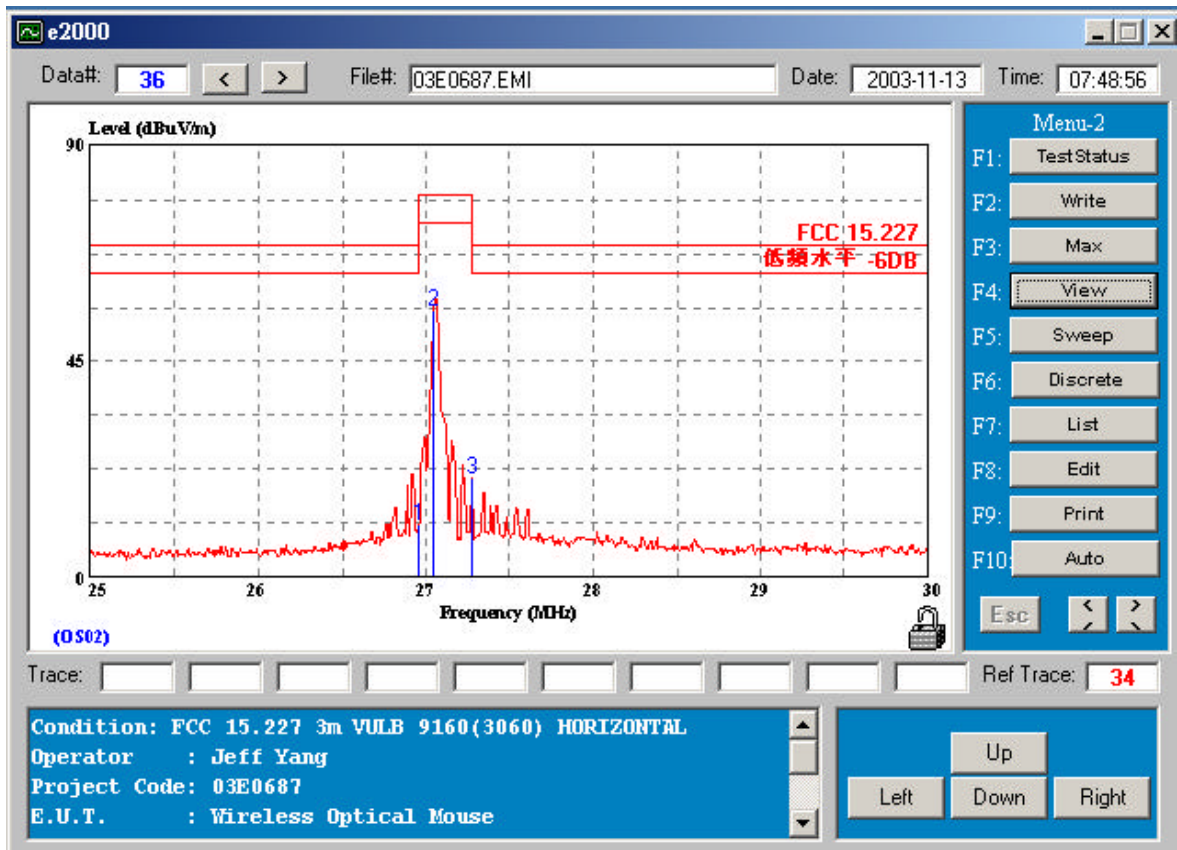 e2000
Data#: 36 < > File#: 03E0687.EMI Date: 2003-11-13 Time: 07:48:56
Level (dBuV/m)
90
45
0
FCC 15.227
低頻水平 -6DB
2
1
3
25 26 27 28 29 30
Frequency (MHz)
(OS02)
Menu-2
F1: TestStatus
F2: Write
F3: Max
F4: View
F5: Sweep
F6: Discrete
F7: List
F8: Edit
F9: Print
F10: Auto
Esc < >
Trace: Ref Trace: 34
Condition: FCC 15.227 3m VULB 9160(3060) HORIZONTAL
Operator : Jeff Yang
Project Code: 03E0687
E.U.T. : Wireless Optical Mouse
Up
Left Down Right